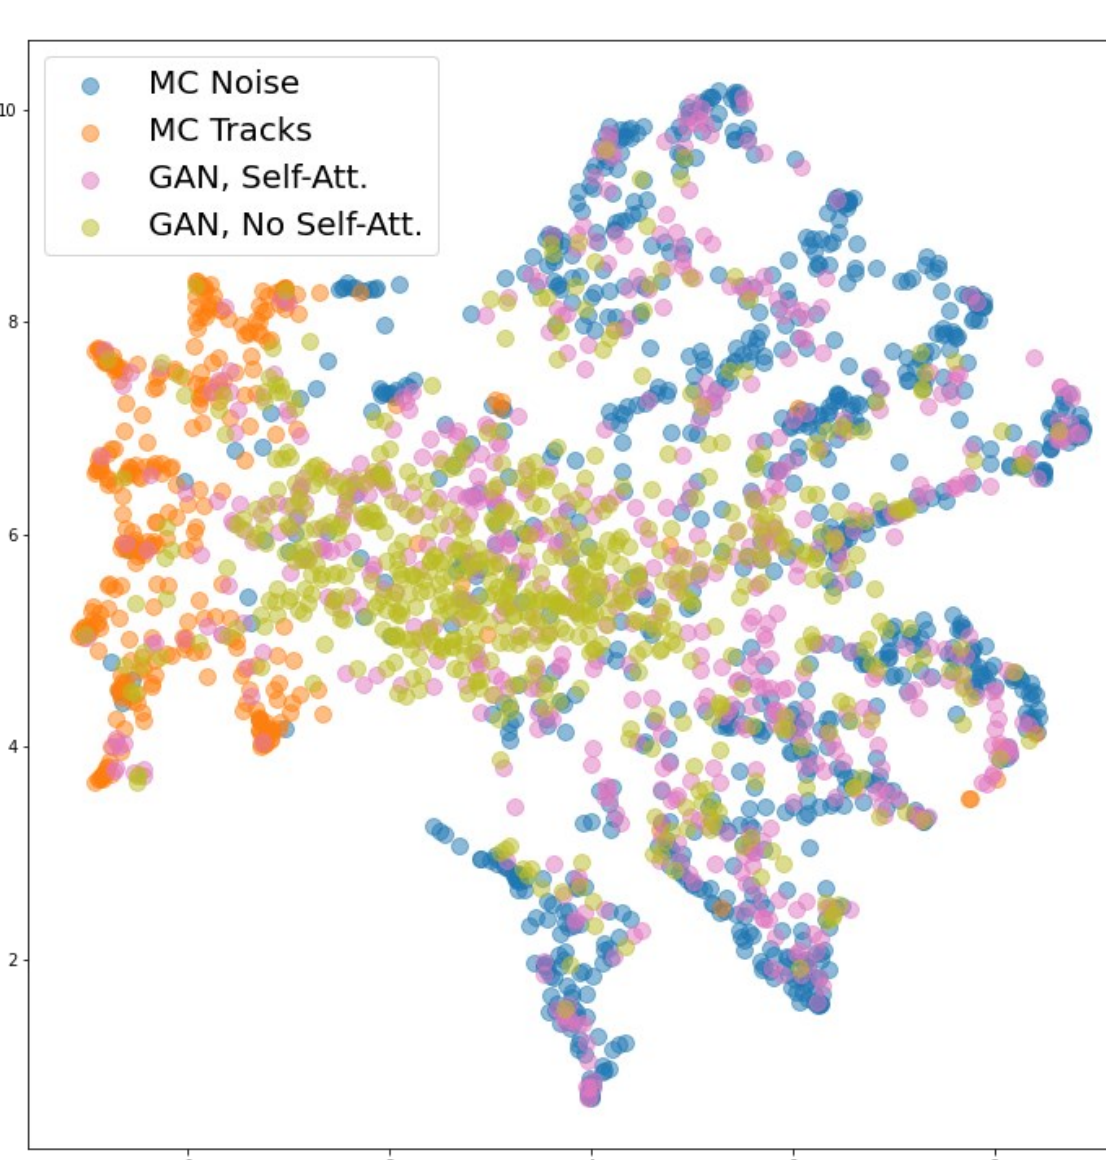 MC Noise
MC Tracks
GAN, Self-Att.
GAN, No Self-Att.
10
8
6
4
2